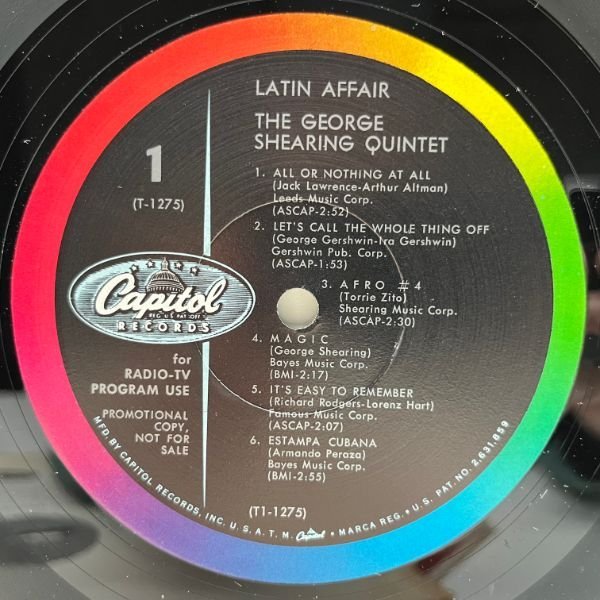 LATIN AFFAIR
THE GEORGE
SHEARING QUINTET
1
(T-1275)
1. ALL OR NOTHING AT ALL
(Jack Lawrence-Arthur Altman)
Leeds Music Corp.
(ASCAP-2:52)
2. LET'S CALL THE WHOLE THING OFF
(George Gershwin-Ira Gershwin)
Gershwin Pub. Corp.
(ASCAP-1:53)
3. AFRO #4
(Torrie Zito)
Shearing Music Corp.
(ASCAP-2:30)
4. MAGIC
(George Shearing)
Bayes Music Corp.
(BMI-2:17)
5. IT'S EASY TO REMEMBER
(Richard Rodgers-Lorenz Hart)
Famous Music Corp.
(ASCAP-2:07)
6. ESTAMPA CUBANA
(Armando Peraza)
Bayes Music Corp.
(BMI-2:55)
Capitol
REG. U.S. PAT. OFF.
RECORDS
for
RADIO-TV
PROGRAM USE
PROMOTIONAL
COPY,
NOT FOR
SALE
(T1-1275)
MFD. BY CAPITOL RECORDS, INC. U. S. A. T. M. Capitol • MARCA REG. • U. S. PAT. NO. 2,631,859